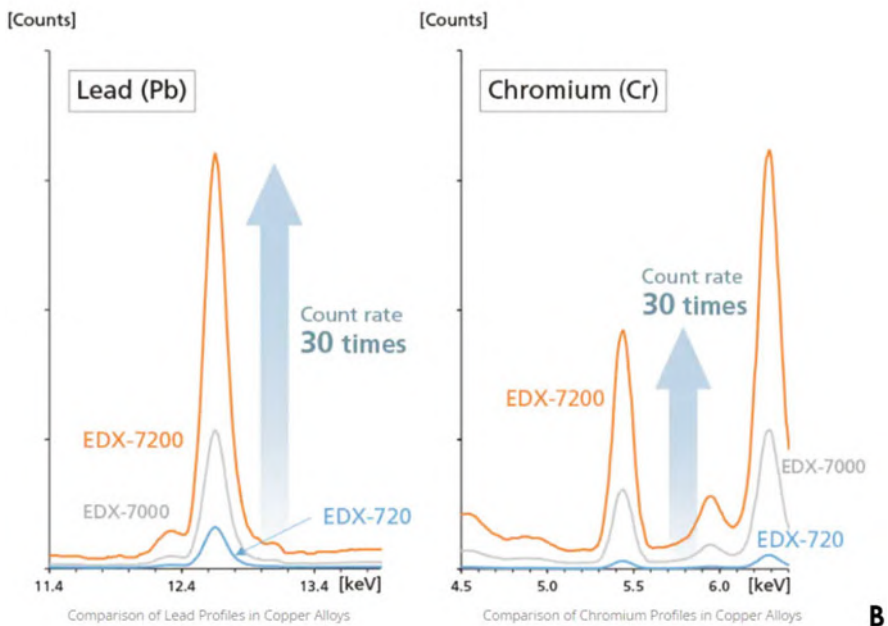 [Counts]
Lead (Pb)
Count rate
30 times
EDX-7200
EDX-7000
EDX-720
11.4 12.4 13.4 [keV]
Comparison of Lead Profiles in Copper Alloys
[Counts]
Chromium (Cr)
Count rate
30 times
EDX-7200
EDX-7000
EDX-720
4.5 5.0 5.5 6.0 [keV]
Comparison of Chromium Profiles in Copper Alloys
B